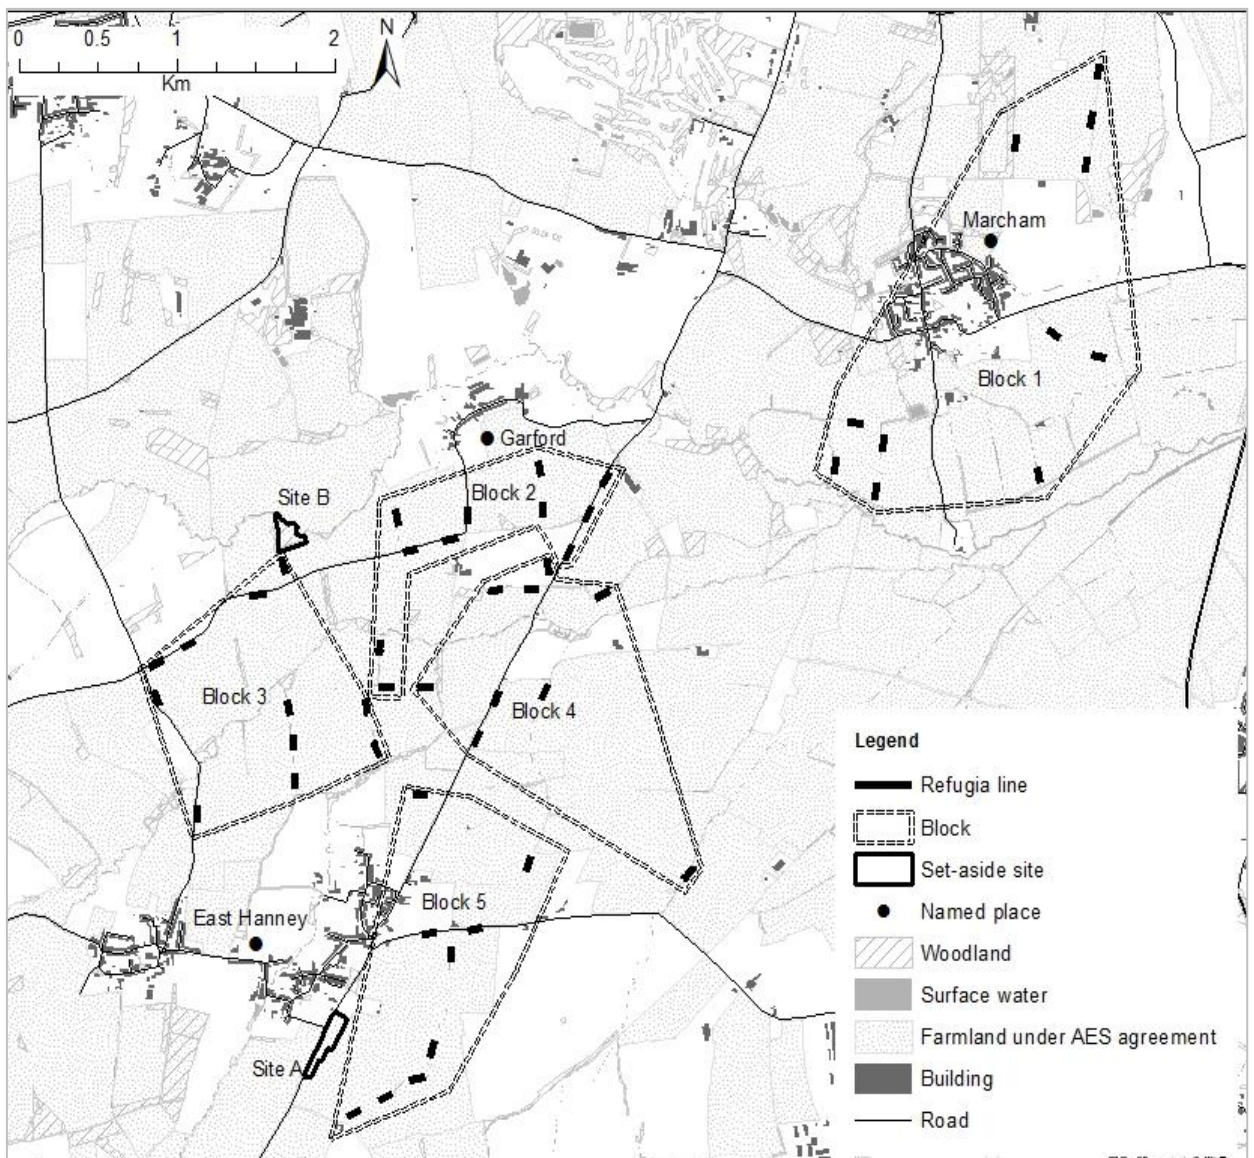 N
0 0.5 1 2
Km
Marcham
Block 1
Garford
Block 2
Site B
Block 3
Block 4
Block 5
East Hanney
Site A
Legend
Refugia line
Block
Set-aside site
Named place
Woodland
Surface water
Farmland under AES agreement
Building
Road